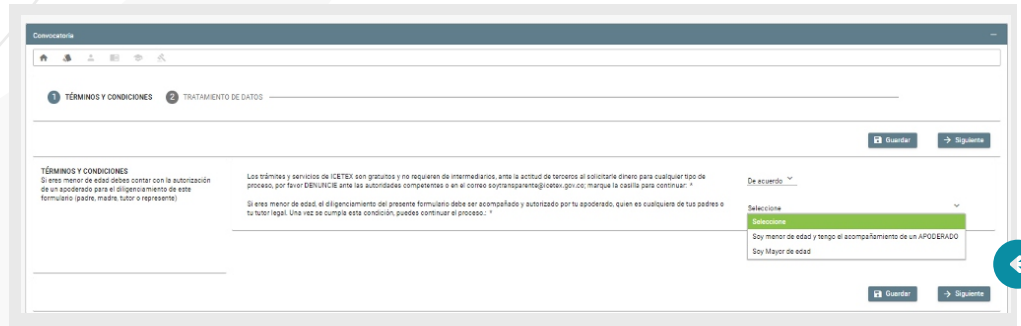 Convocatoria
1 TÉRMINOS Y CONDICIONES 2 TRATAMIENTO DE DATOS
Guardar Siguiente
TÉRMINOS Y CONDICIONES
Si eres menor de edad debes contar con la autorización
de un apoderado para el diligenciamiento de este
formulario (padre, madre, tutor o represente)
Los trámites y servicios de ICETEX son gratuitos y no requieren de intermediarios, ante la actitud de terceros al solicitarle dinero para cualquier tipo de
proceso, por favor DENUNCIE ante las autoridades competentes o en el correo soytransparente@icetex.gov.co; marque la casilla para continuar: *
De acuerdo
Si eres menor de edad, el diligenciamiento del presente formulario debe ser acompañado y autorizado por tu apoderado, quien es cualquiera de tus padres o
tu tutor legal. Una vez se cumpla esta condición, puedes continuar el proceso.: *
Seleccione
Seleccione
Soy menor de edad y tengo el acompañamiento de un APODERADO
Soy Mayor de edad
Guardar Siguiente